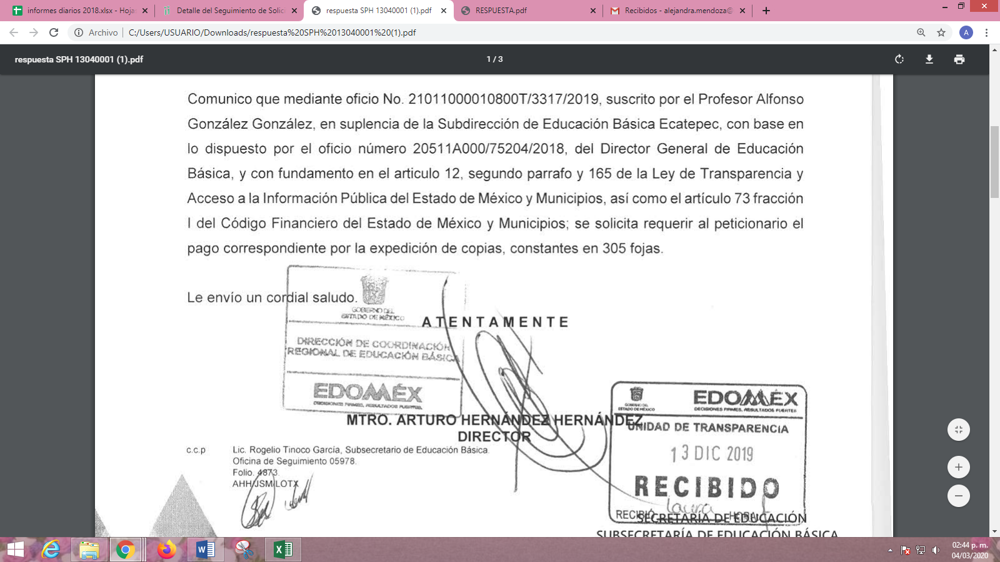 informes diarios 2018.xlsx - Hoja
Detalle del Seguimiento de Solici
respuesta SPH 13040001 (1).pdf
RESPUESTA.pdf
Recibidos - alejandra.mendoza@
Archivo
C:/Users/USUARIO/Downloads/respuesta%20SPH%2013040001%20(1).pdf
A
respuesta SPH 13040001 (1).pdf
1 / 3
Comunico que mediante oficio No. 21011000010800T/3317/2019, suscrito por el Profesor Alfonso
González González, en suplencia de la Subdirección de Educación Básica Ecatepec, con base en
lo dispuesto por el oficio número 20511A000/75204/2018, del Director General de Educación
Básica, y con fundamento en el articulo 12, segundo parrafo y 165 de la Ley de Transparencia y
Acceso a la Información Pública del Estado de México y Municipios, así como el artículo 73 fracción
I del Código Financiero del Estado de México y Municipios; se solicita requerir al peticionario el
pago correspondiente por la expedición de copias, constantes en 305 fojas.
Le envío un cordial saludo.
GOBIERNO DEL
ESTADO DE MÉXICO
A T E N T A M E N T E
DIRECCIÓN DE COORDINACIÓN
REGIONAL DE EDUCACIÓN BÁSICA
EDOMÉX
DECISIONES FIRMES, RESULTADOS FUERTES.
MTRO. ARTURO HERNÁNDEZ HERNÁNDEZ
DIRECTOR
c.c.p Lic. Rogelio Tinoco García, Subsecretario de Educación Básica.
Oficina de Seguimiento 05978.
Folio. 4873.
AHH/JSM/LOTX
GOBIERNO DEL
ESTADO DE MÉXICO
EDOMÉX
DECISIONES FIRMES, RESULTADOS FUERTES
UNIDAD DE TRANSPARENCIA
13 DIC 2019
RECIBIDO
RECIBIÓ laura HORA
SECRETARÍA DE EDUCACIÓN
SUBSECRETARÍA DE EDUCACIÓN BÁSICA
02:44 p. m.
04/03/2020